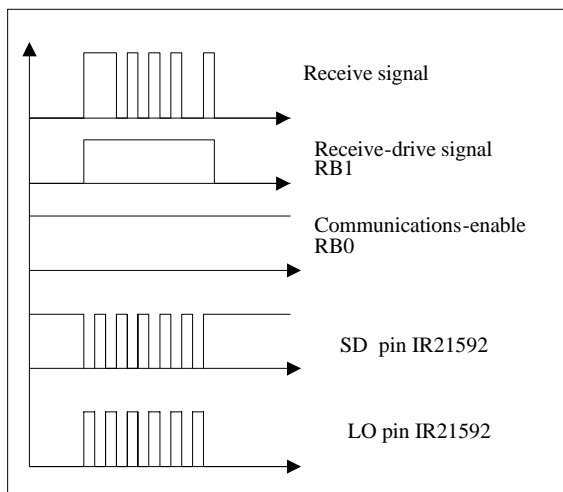 Receive signal
Receive-drive signal
RB1
Communications-enable
RB0
SD pin IR21592
LO pin IR21592